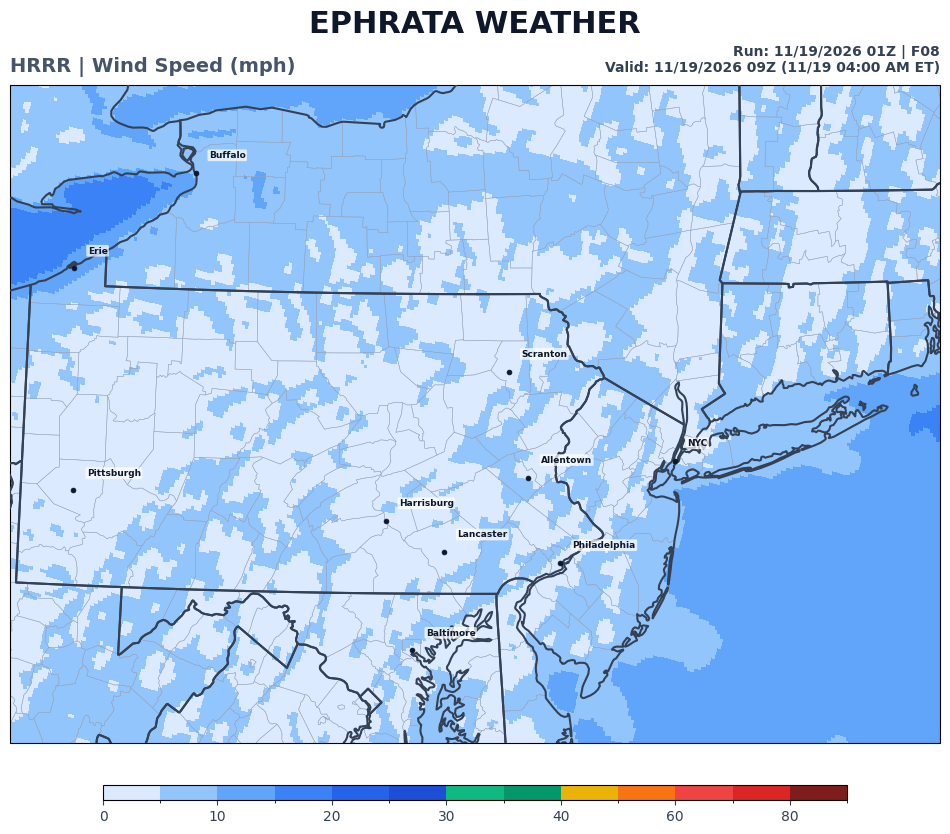 EPHRATA WEATHER
HRRR | Wind Speed (mph)
Run: 11/19/2026 01Z | F08
Valid: 11/19/2026 09Z (11/19 04:00 AM ET)
Buffalo
Erie
Scranton
NYC
Allentown
Pittsburgh
Harrisburg
Lancaster
Philadelphia
Baltimore
0 10 20 30 40 50 60 70 80